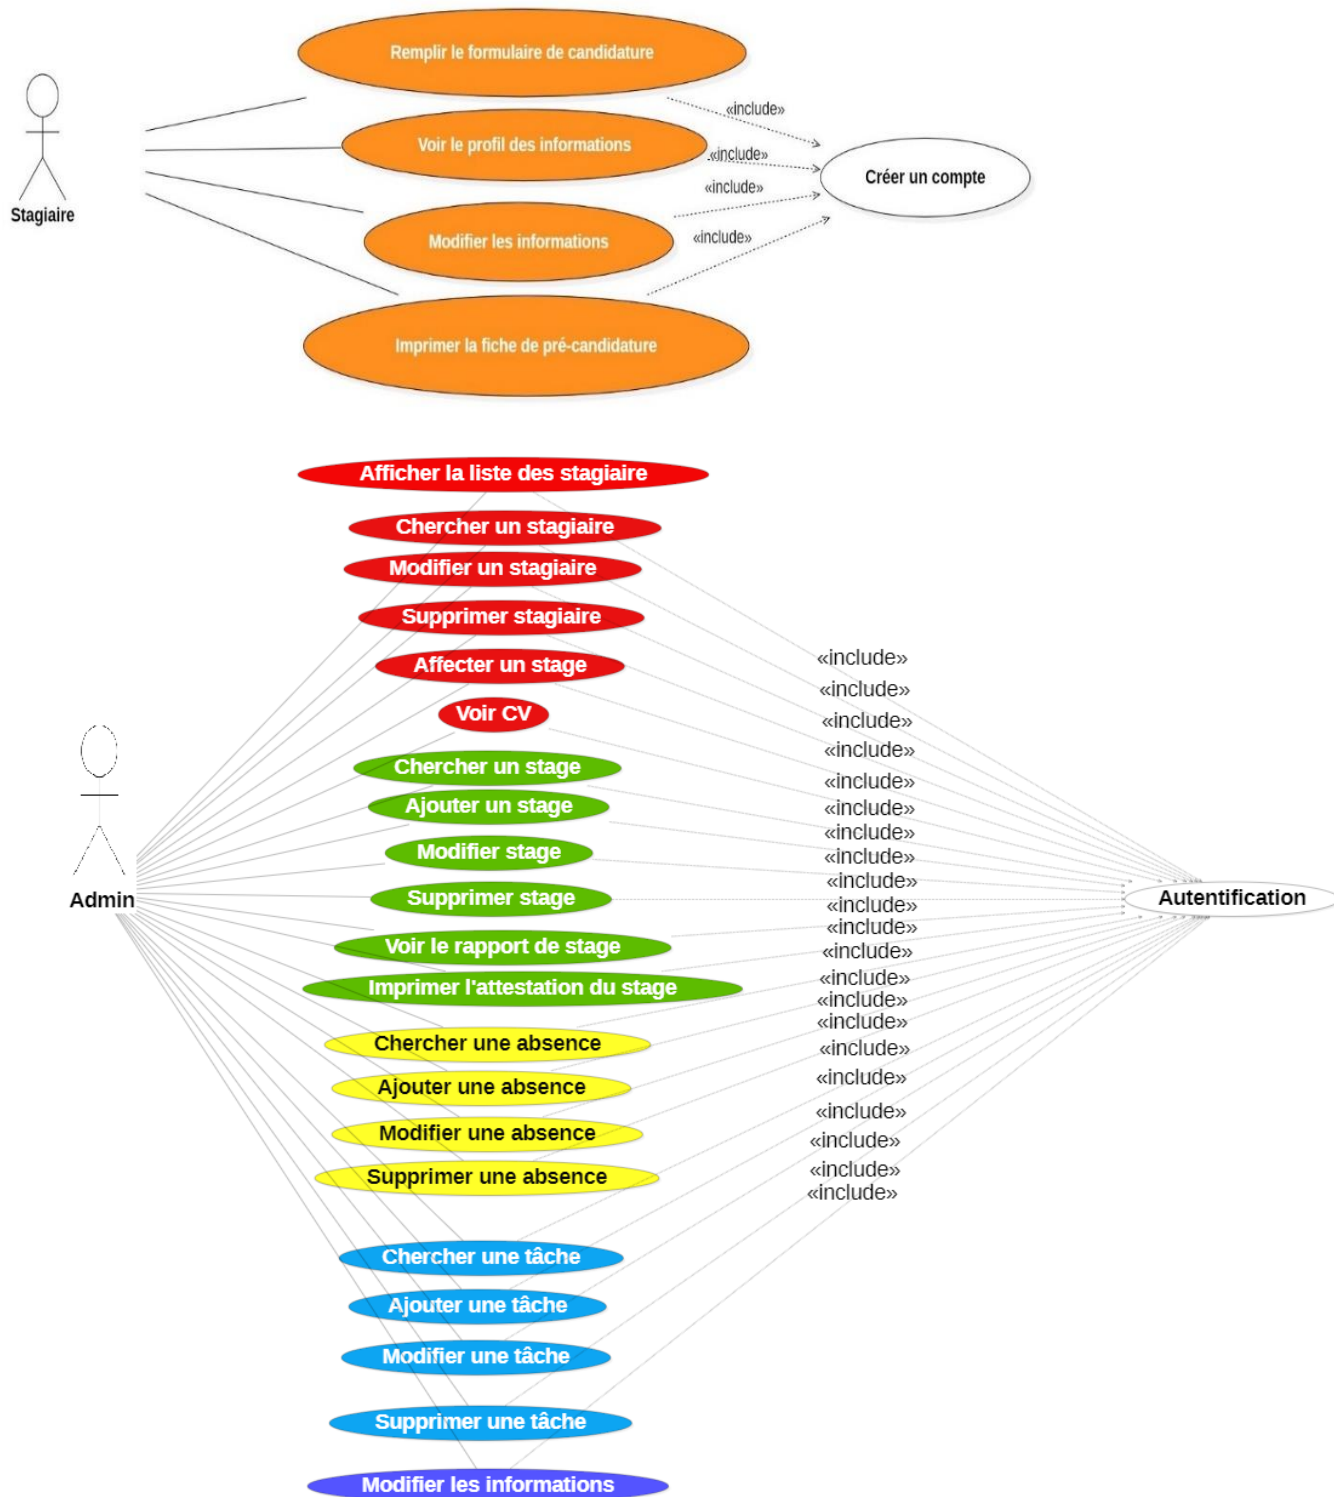 Remplir le formulaire de candidature
«include»
Voir le profil des informations
«include»
Créer un compte
«include»
Stagiaire
Modifier les informations
«include»
Imprimer la fiche de pré-candidature
Afficher la liste des stagiaire
Chercher un stagiaire
Modifier un stagiaire
Supprimer stagiaire
«include»
Affecter un stage
«include»
Voir CV
«include»
«include»
Chercher un stage
«include»
Ajouter un stage
«include»
«include»
Modifier stage
«include»
«include»
Admin
Supprimer stage
Autentification
«include»
«include»
Voir le rapport de stage
«include»
«include»
Imprimer l'attestation du stage
«include»
«include»
Chercher une absence
«include»
«include»
Ajouter une absence
«include»
Modifier une absence
«include»
«include»
Supprimer une absence
«include»
Chercher une tâche
Ajouter une tâche
Modifier une tâche
Supprimer une tâche
Modifier les informations